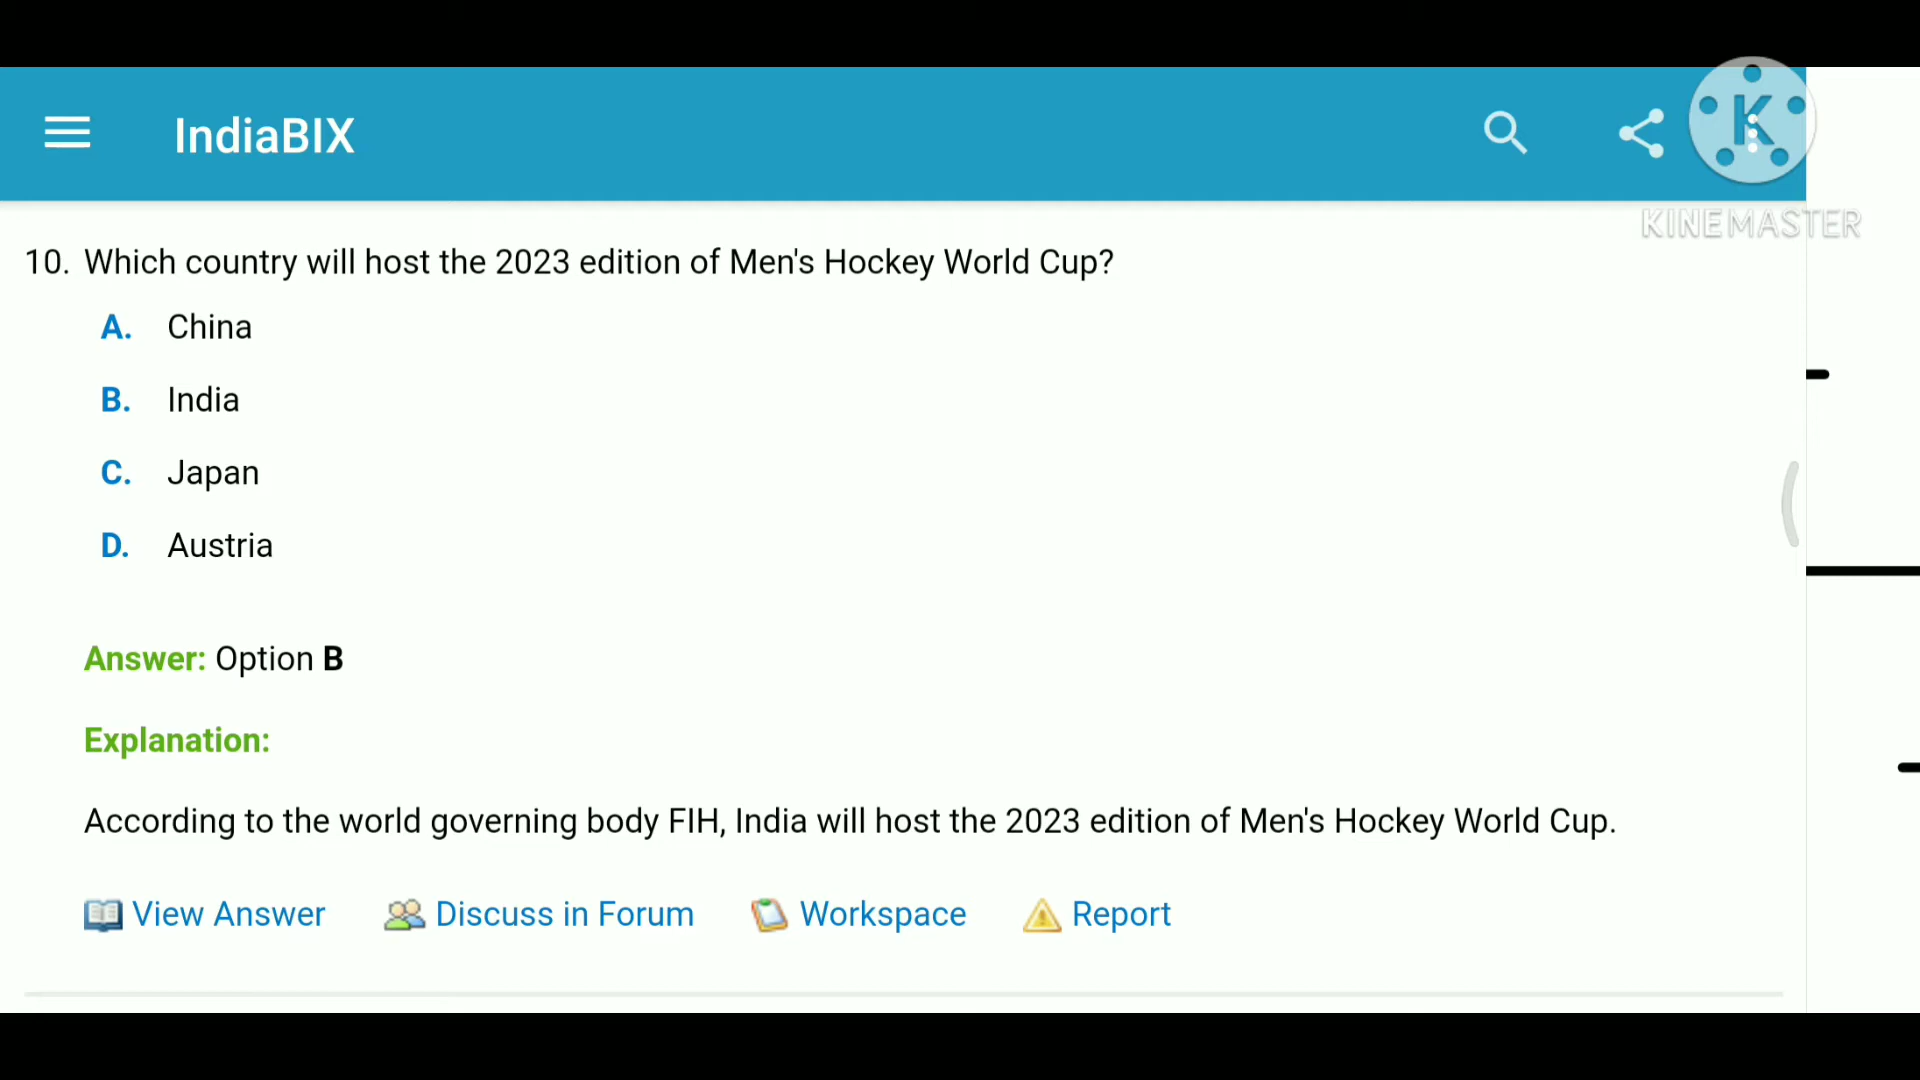 IndiaBIX
K
KINEMASTER
10. Which country will host the 2023 edition of Men's Hockey World Cup?
A. China
B. India
C. Japan
D. Austria
Answer: Option B
Explanation:
According to the world governing body FIH, India will host the 2023 edition of Men's Hockey World Cup.
View Answer Discuss in Forum Workspace Report